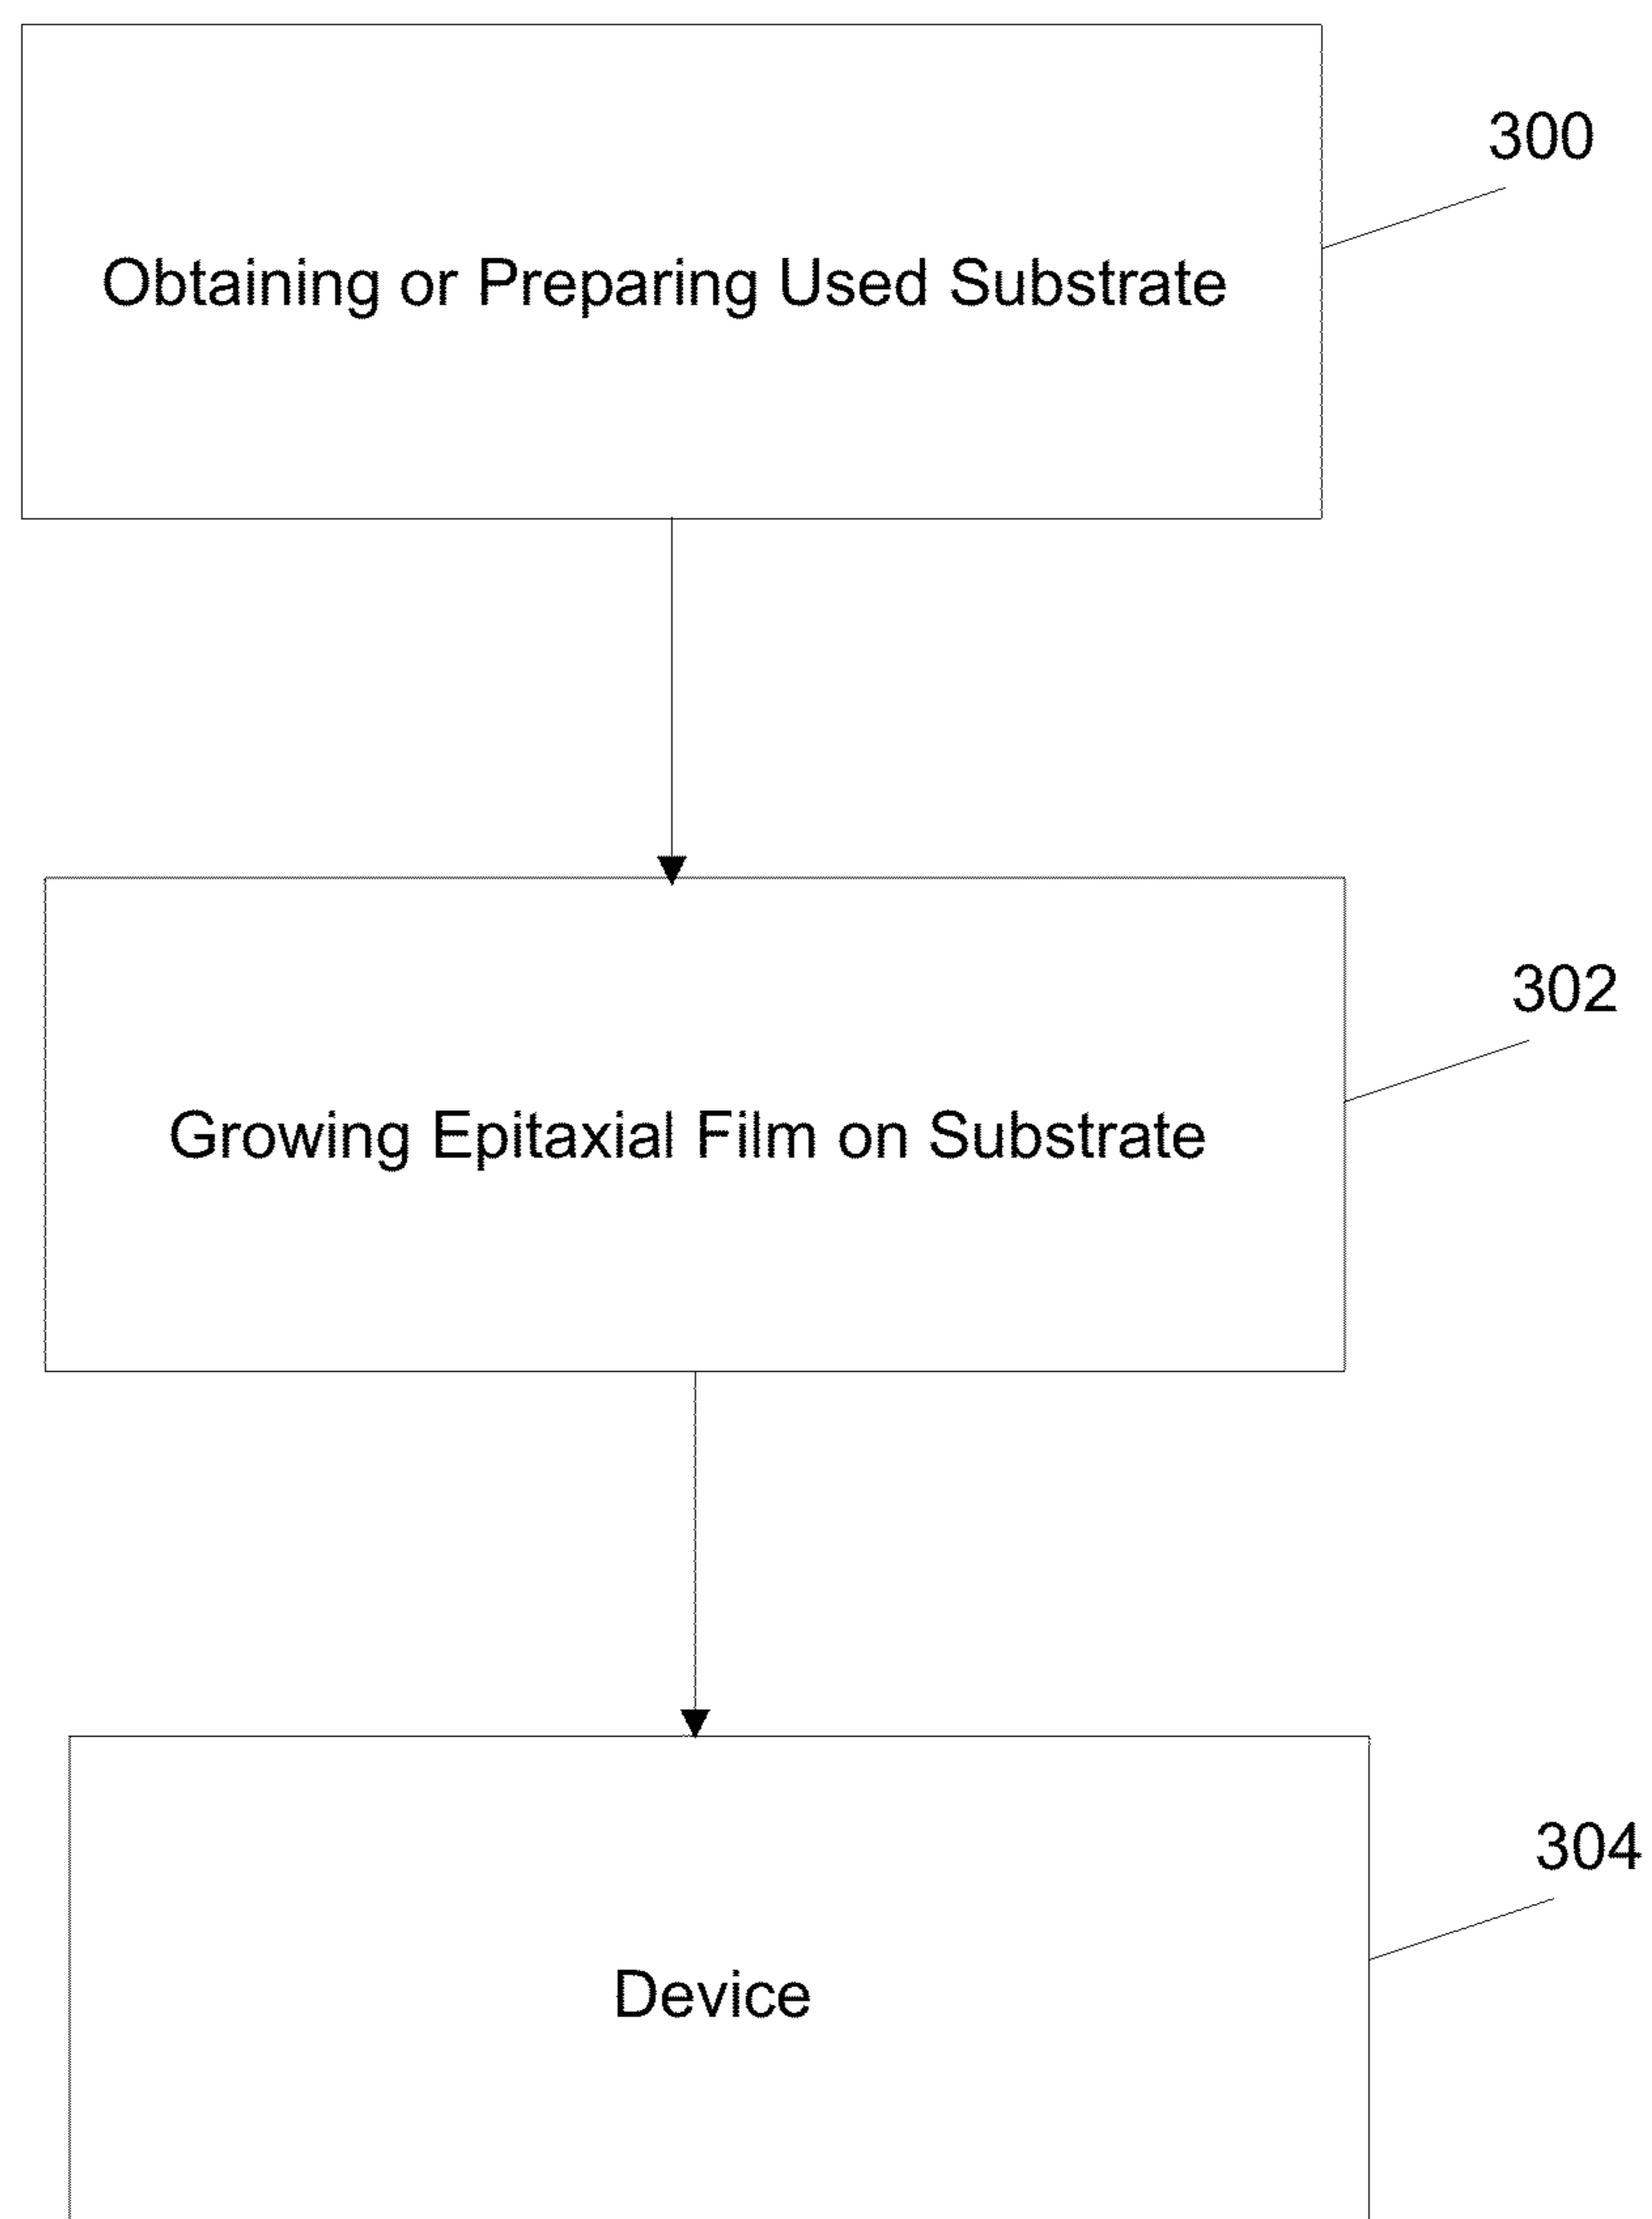 300
Obtaining or Preparing Used Substrate
302
Growing Epitaxial Film on Substrate
304
Device